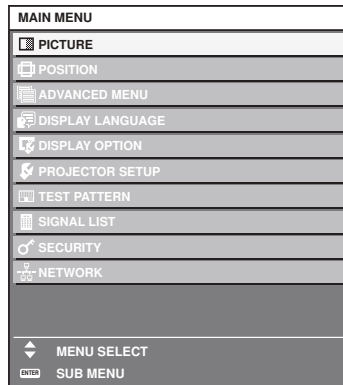 MAIN MENU
PICTURE
POSITION
ADVANCED MENU
DISPLAY LANGUAGE
DISPLAY OPTION
PROJECTOR SETUP
TEST PATTERN
SIGNAL LIST
SECURITY
NETWORK
MENU SELECT
ENTER SUB MENU